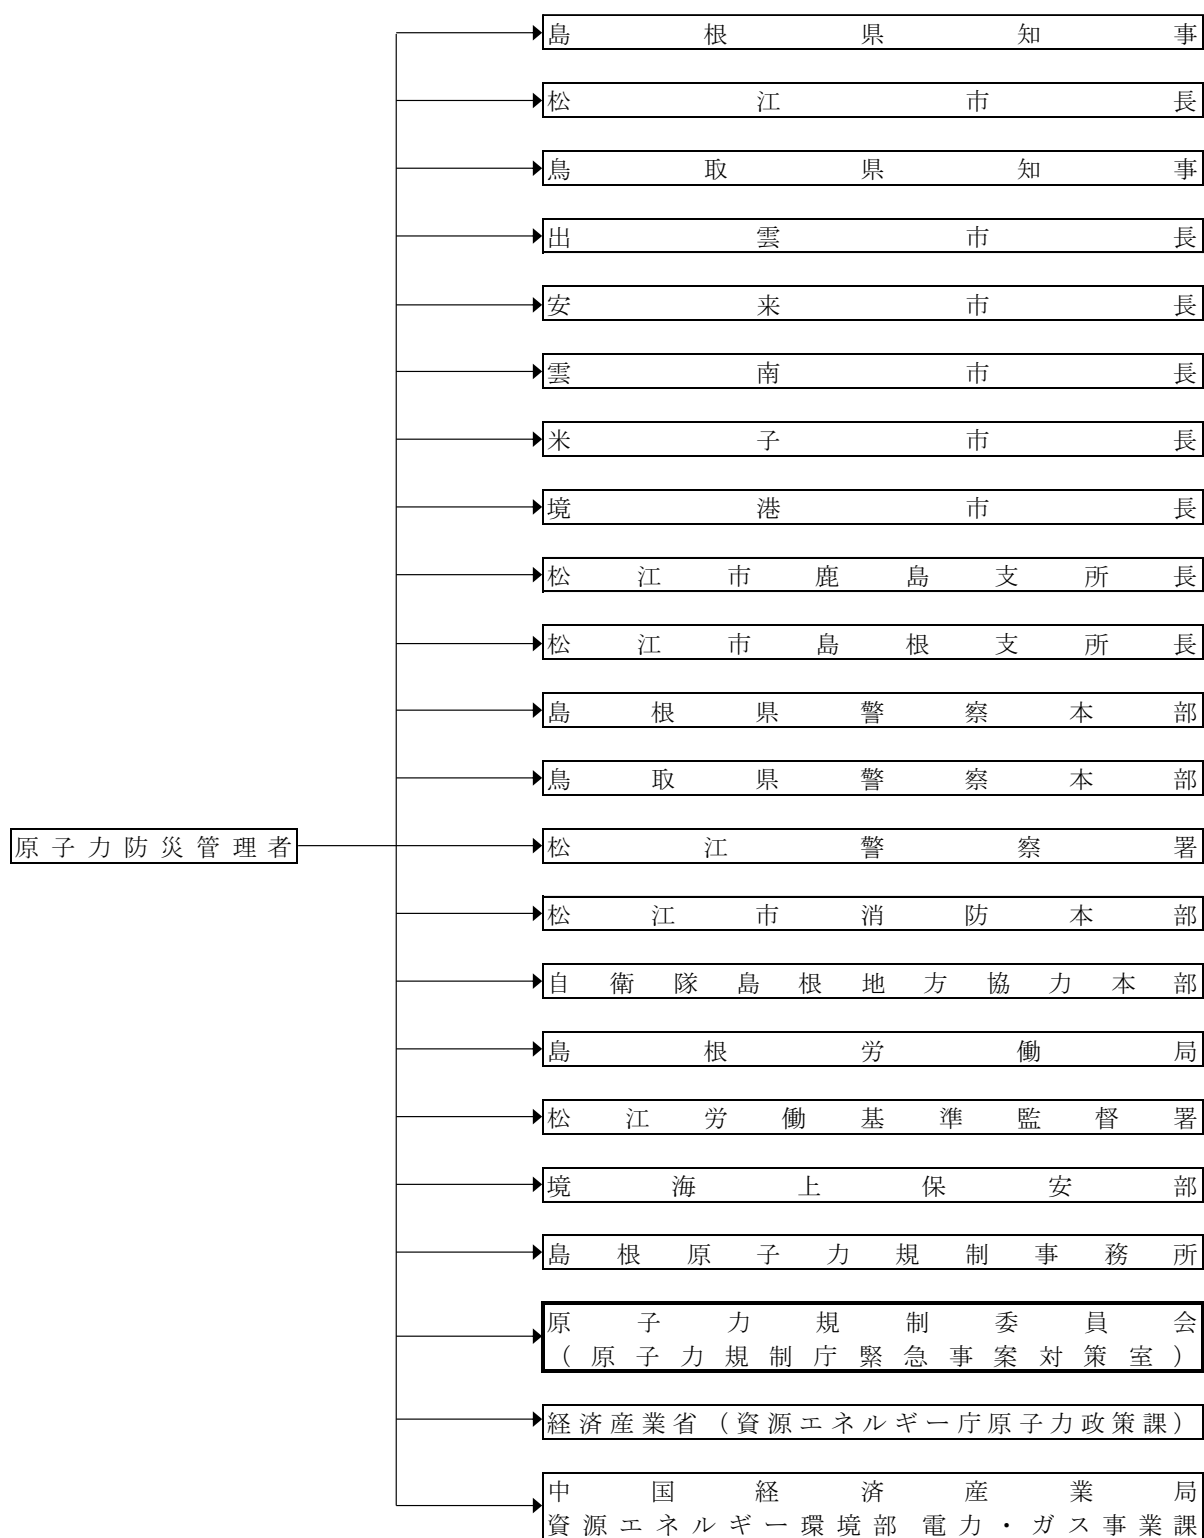 島根県知事
松江市長
鳥取県知事
出雲市長
安来市長
雲南市長
米子市長
境港市長
松江市鹿島支所長
松江市島根支所長
島根県警察本部
鳥取県警察本部
原子力防災管理者
松江警察署
松江市消防本部
自衛隊島根地方協力本部
島根労働局
松江労働基準監督署
境海上保安部
島根原子力規制事務所
原子力規制委員会
（原子力規制庁緊急事案対策室）
経済産業省（資源エネルギー庁原子力政策課）
中国経済産業局
資源エネルギー環境部 電力・ガス事業課